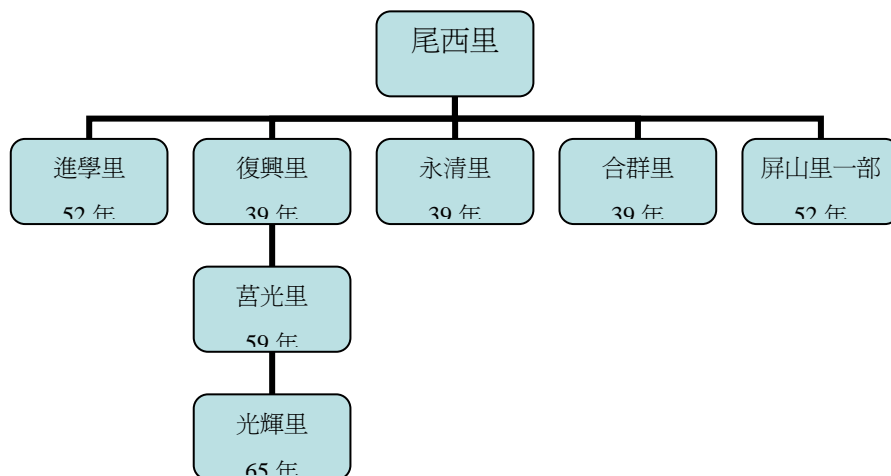 尾西里
進學里
52 年
復興里
39 年
永清里
39 年
合群里
39 年
屏山里一部
52 年
莒光里
59 年
光輝里
65 年